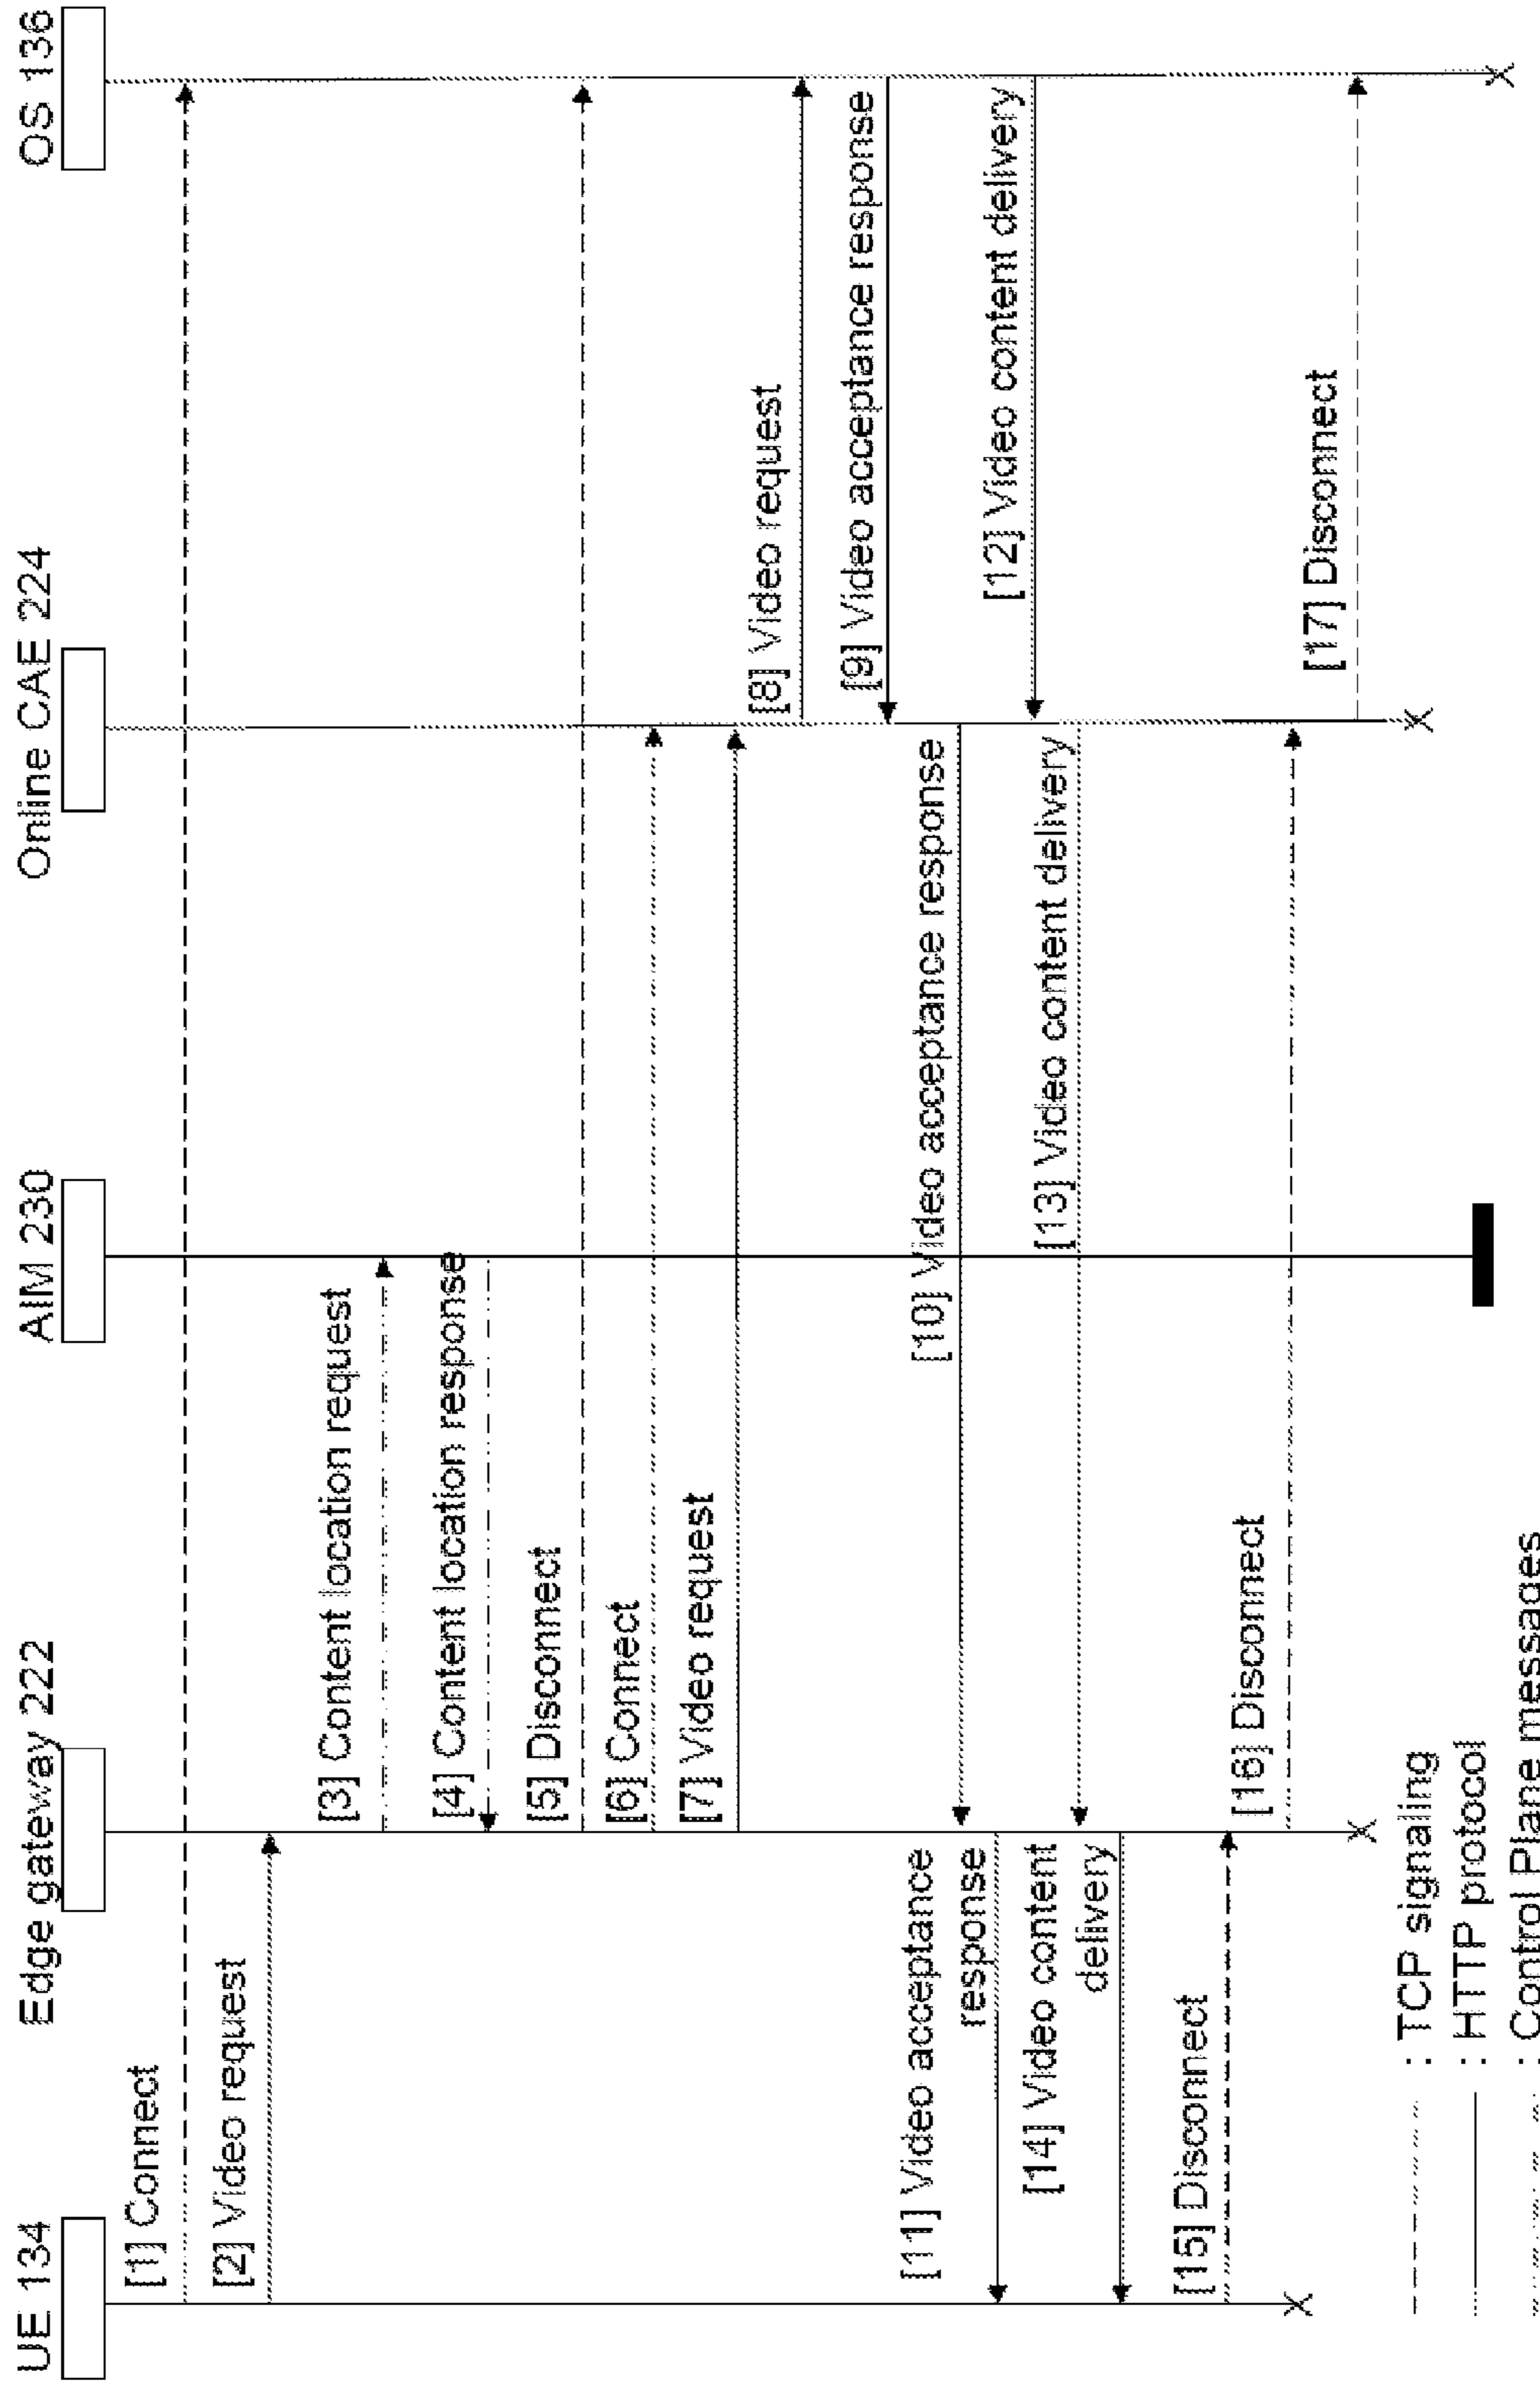 UE 134
Edge gateway 222
AIM 230
Online CAE 224
OS 136
[1] Connect
[2] Video request
[3] Content location request
[4] Content location response
[5] Disconnect
[6] Connect
[7] Video request
[8] Video request
[9] Video acceptance response
[10] Video acceptance response
[11] Video acceptance
response
[12] Video content delivery
[13] Video content delivery
[14] Video content
delivery
[15] Disconnect
[16] Disconnect
[17] Disconnect
: TCP signaling
: HTTP protocol
: Control Plane messages